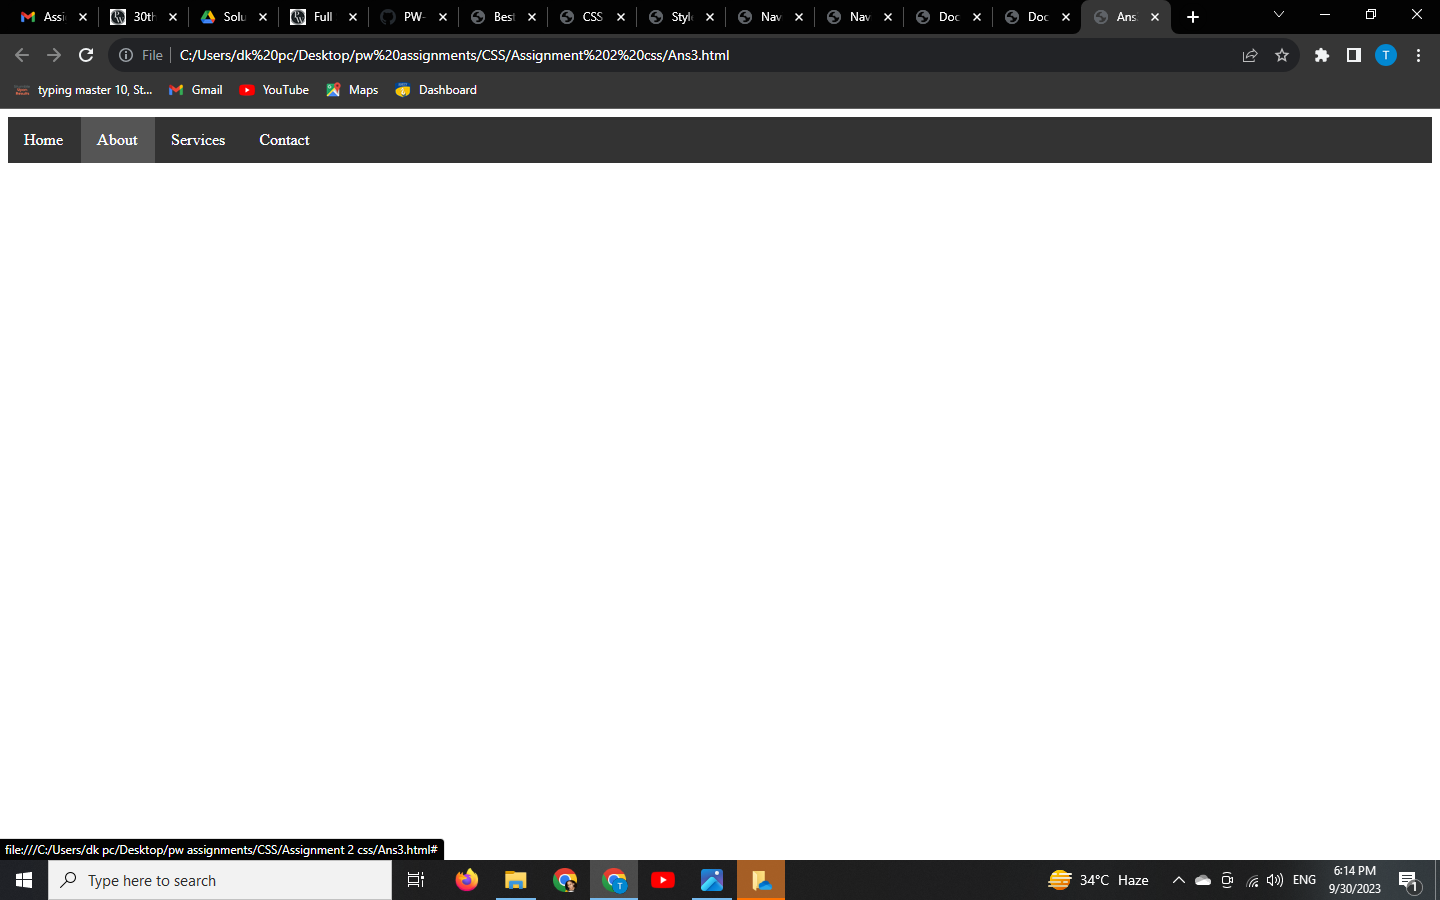 Assi
30th
Solu
Full
PW-
Bes
CSS
Style
Nav
Nav
Doc
Doc
Ans
File
C:/Users/dk%20pc/Desktop/pw%20assignments/CSS/Assignment%202%20css/Ans3.html
T
typing master 10, St...
Gmail
YouTube
Maps
Dashboard
Home
About
Services
Contact
file:///C:/Users/dk pc/Desktop/pw assignments/CSS/Assignment 2 css/Ans3.html#
Type here to search
T
34°C Haze
ENG
6:14 PM
9/30/2023
1